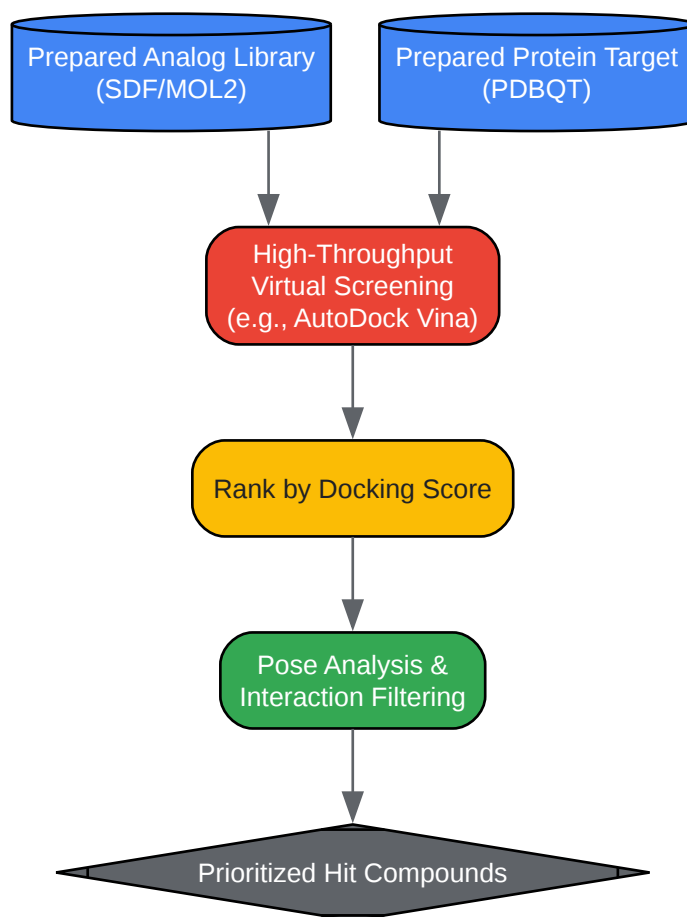 Prepared Analog Library
(SDF/MOL2)
Prepared Protein Target
(PDBQT)
High-Throughput
Virtual Screening
(e.g., AutoDock Vina)
Rank by Docking Score
Pose Analysis &
Interaction Filtering
Prioritized Hit Compounds